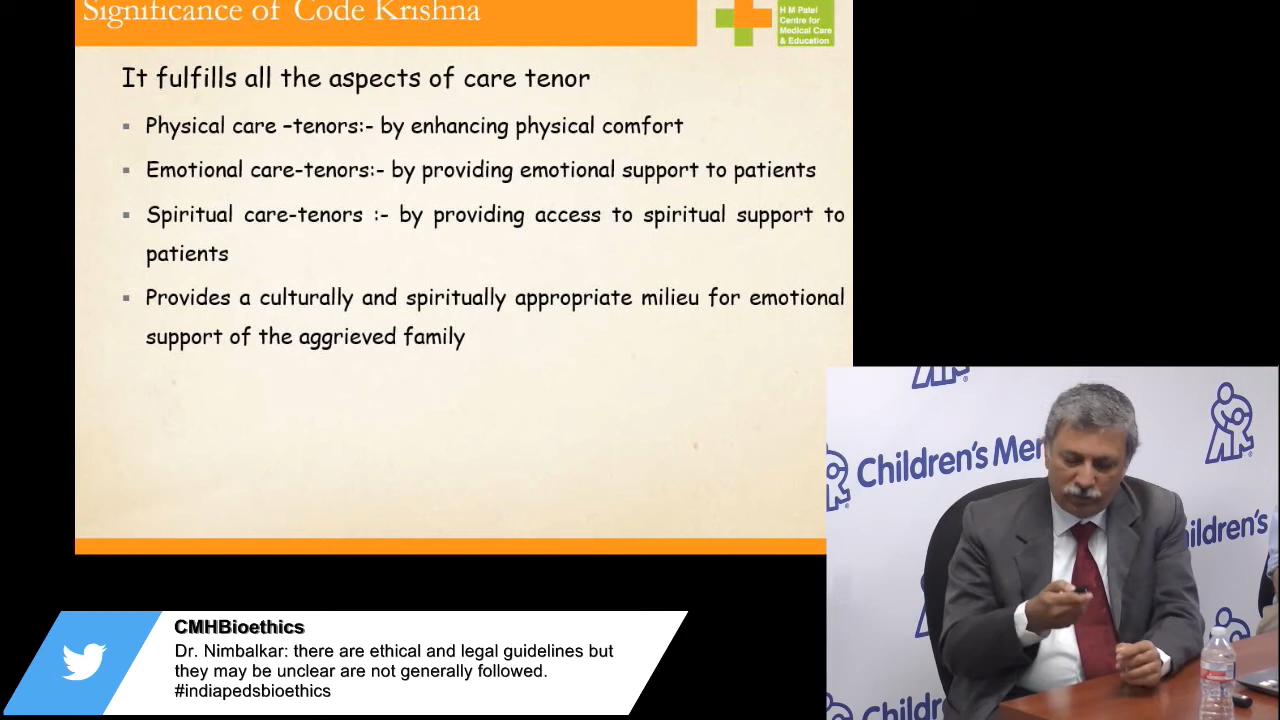 Significance of Code Krishna
H M Patel
Centre for
Medical Care
& Education
It fulfills all the aspects of care tenor
▪ Physical care –tenors:- by enhancing physical comfort
▪ Emotional care-tenors:- by providing emotional support to patients
▪ Spiritual care-tenors :- by providing access to spiritual support to
patients
▪ Provides a culturally and spiritually appropriate milieu for emotional
support of the aggrieved family
Children's Mer
Children's
Children's
CMHBioethics
Dr. Nimbalkar: there are ethical and legal guidelines but
they may be unclear are not generally followed.
#indiapedsbioethics